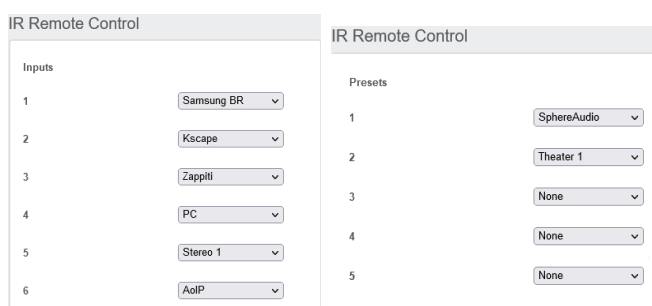 IR Remote Control
Inputs
1 Samsung BR
2 Kscape
3 Zappiti
4 PC
5 Stereo 1
6 AoIP
IR Remote Control
Presets
1 SphereAudio
2 Theater 1
3 None
4 None
5 None